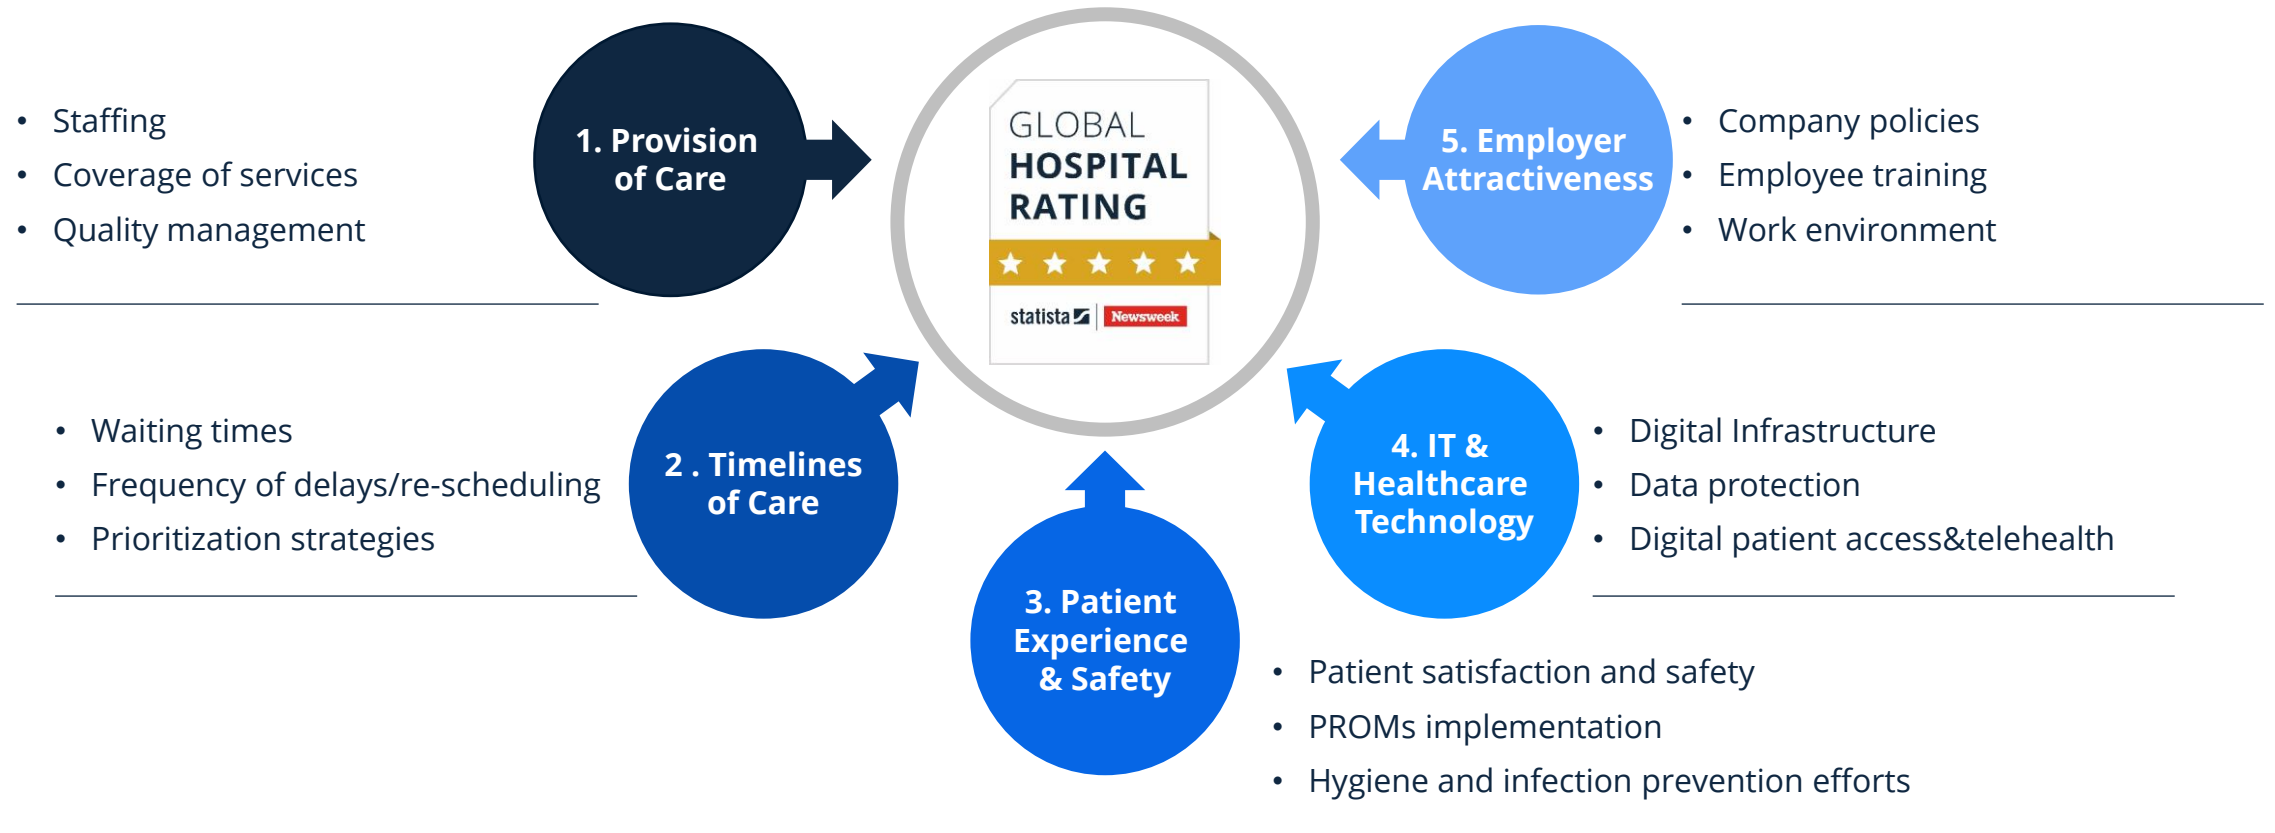 • Staffing
• Coverage of services
• Quality management
1. Provision
of Care
GLOBAL
HOSPITAL
RATING
statista | Newsweek
5. Employer
Attractiveness
• Company policies
• Employee training
• Work environment
• Waiting times
• Frequency of delays/re-scheduling
• Prioritization strategies
2 . Timelines
of Care
3. Patient
Experience
& Safety
• Patient satisfaction and safety
• PROMs implementation
• Hygiene and infection prevention efforts
4. IT &
Healthcare
Technology
• Digital Infrastructure
• Data protection
• Digital patient access&telehealth